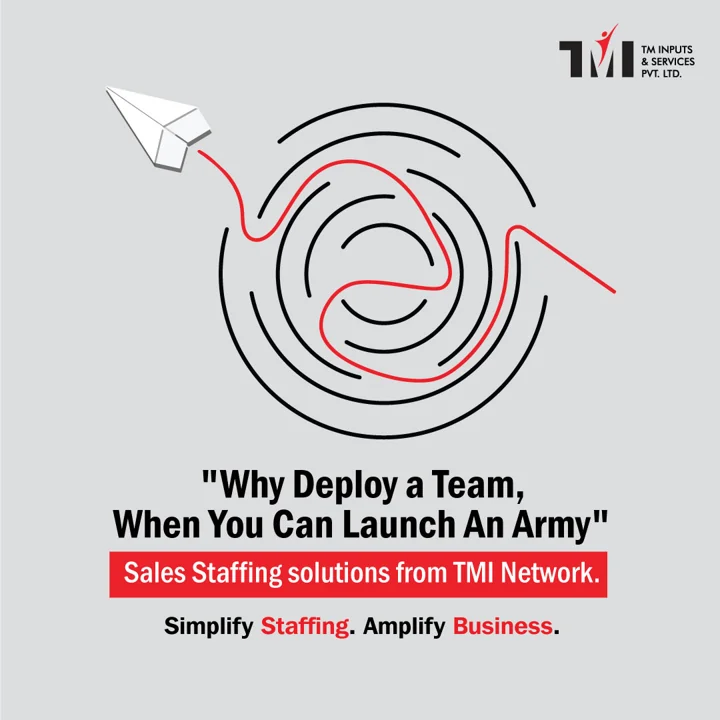 TMI
TM INPUTS
& SERVICES
PVT. LTD.
"Why Deploy a Team,
When You Can Launch An Army"
Sales Staffing solutions from TMI Network.
Simplify Staffing. Amplify Business.